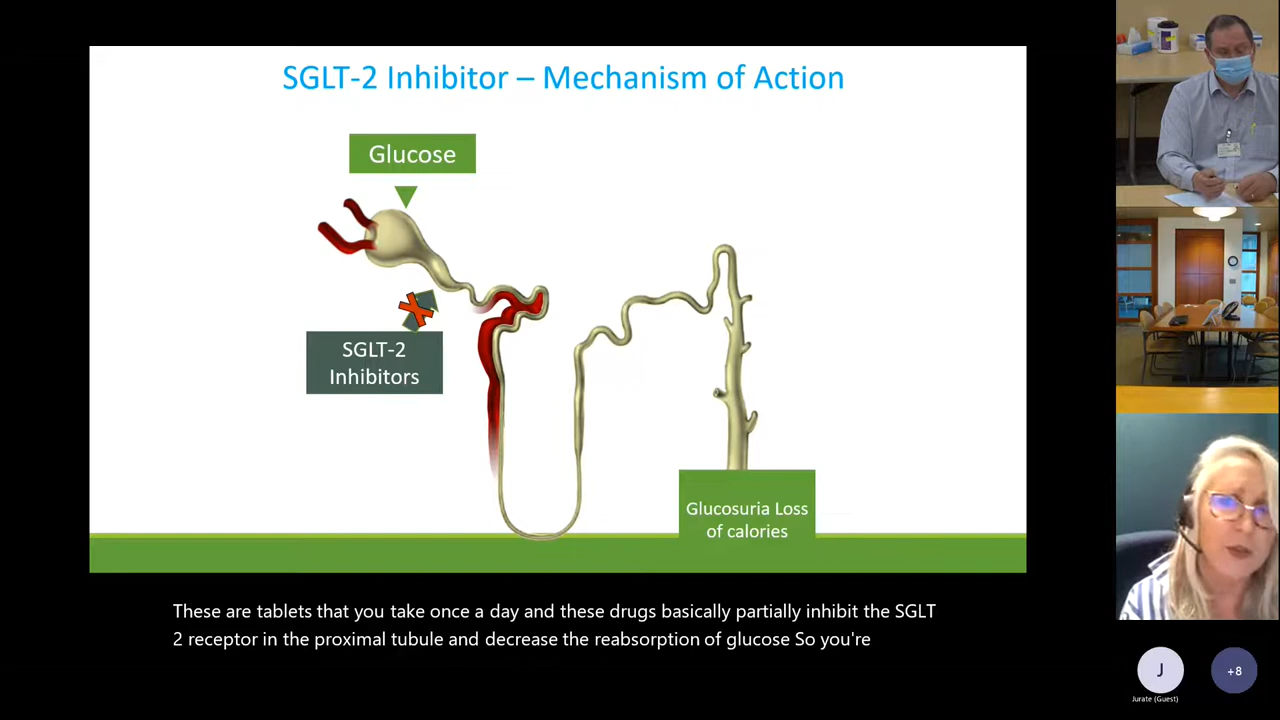 SGLT-2 Inhibitor – Mechanism of Action
Glucose
SGLT-2
Inhibitors
Glucosuria Loss
of calories
These are tablets that you take once a day and these drugs basically partially inhibit the SGLT
2 receptor in the proximal tubule and decrease the reabsorption of glucose So you're
J
+8
Jurate (Guest)